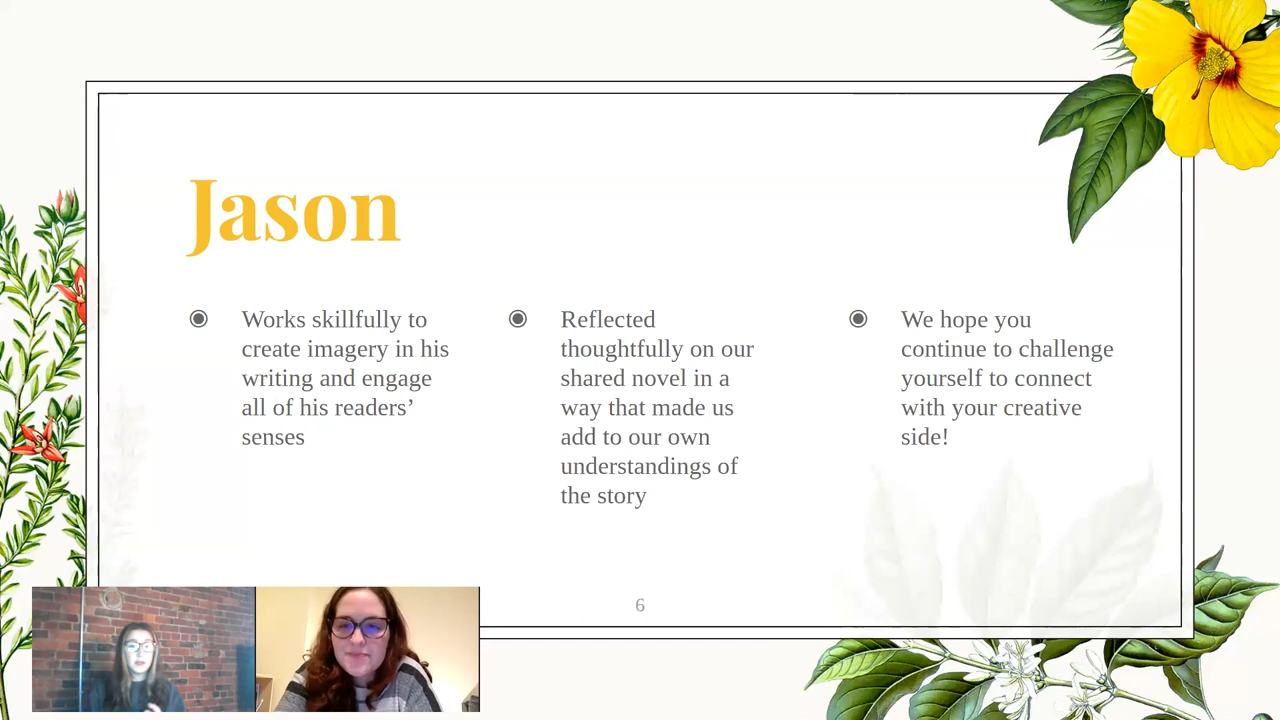 Jason
Works skillfully to
create imagery in his
writing and engage
all of his readers’
senses
Reflected
thoughtfully on our
shared novel in a
way that made us
add to our own
understandings of
the story
We hope you
continue to challenge
yourself to connect
with your creative
side!
6